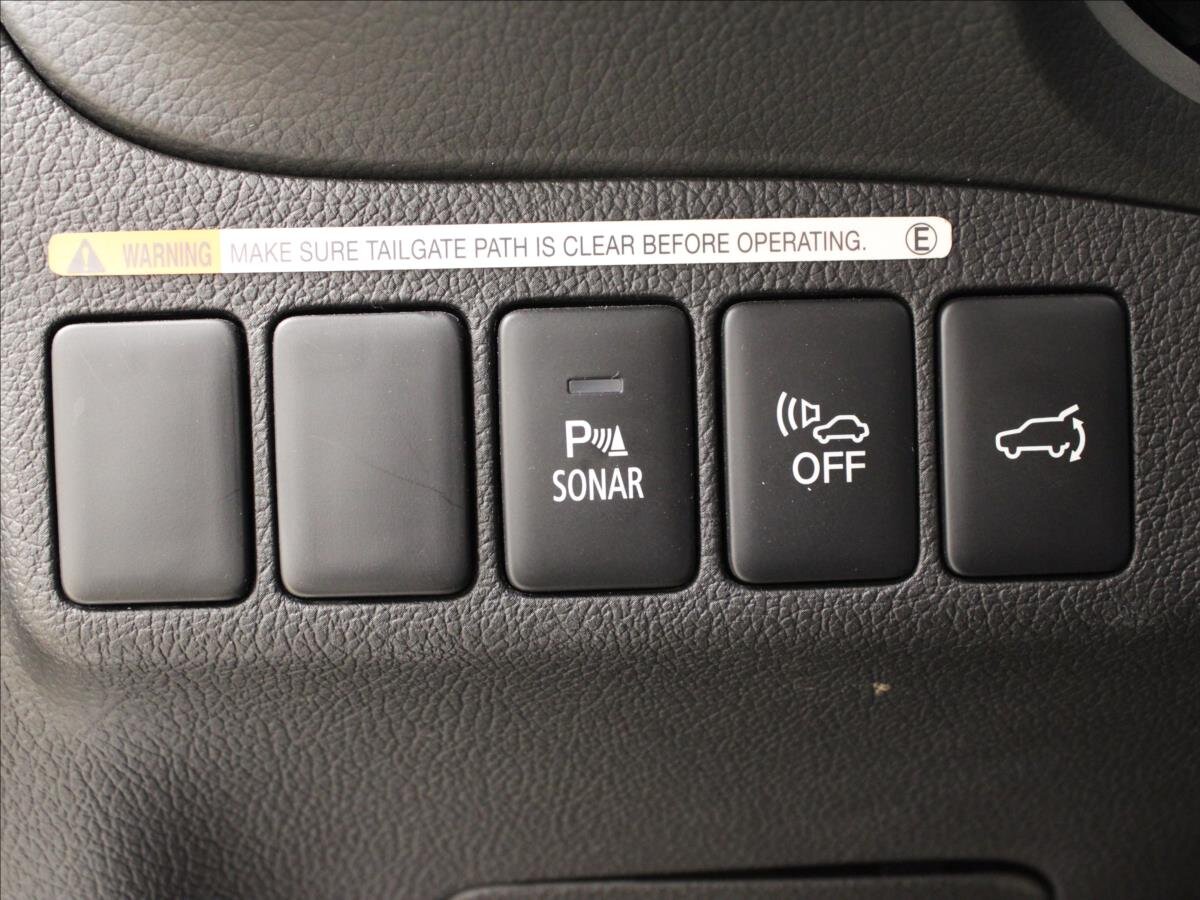 WARNING MAKE SURE TAILGATE PATH IS CLEAR BEFORE OPERATING. Ⓔ
P
SONAR
OFF